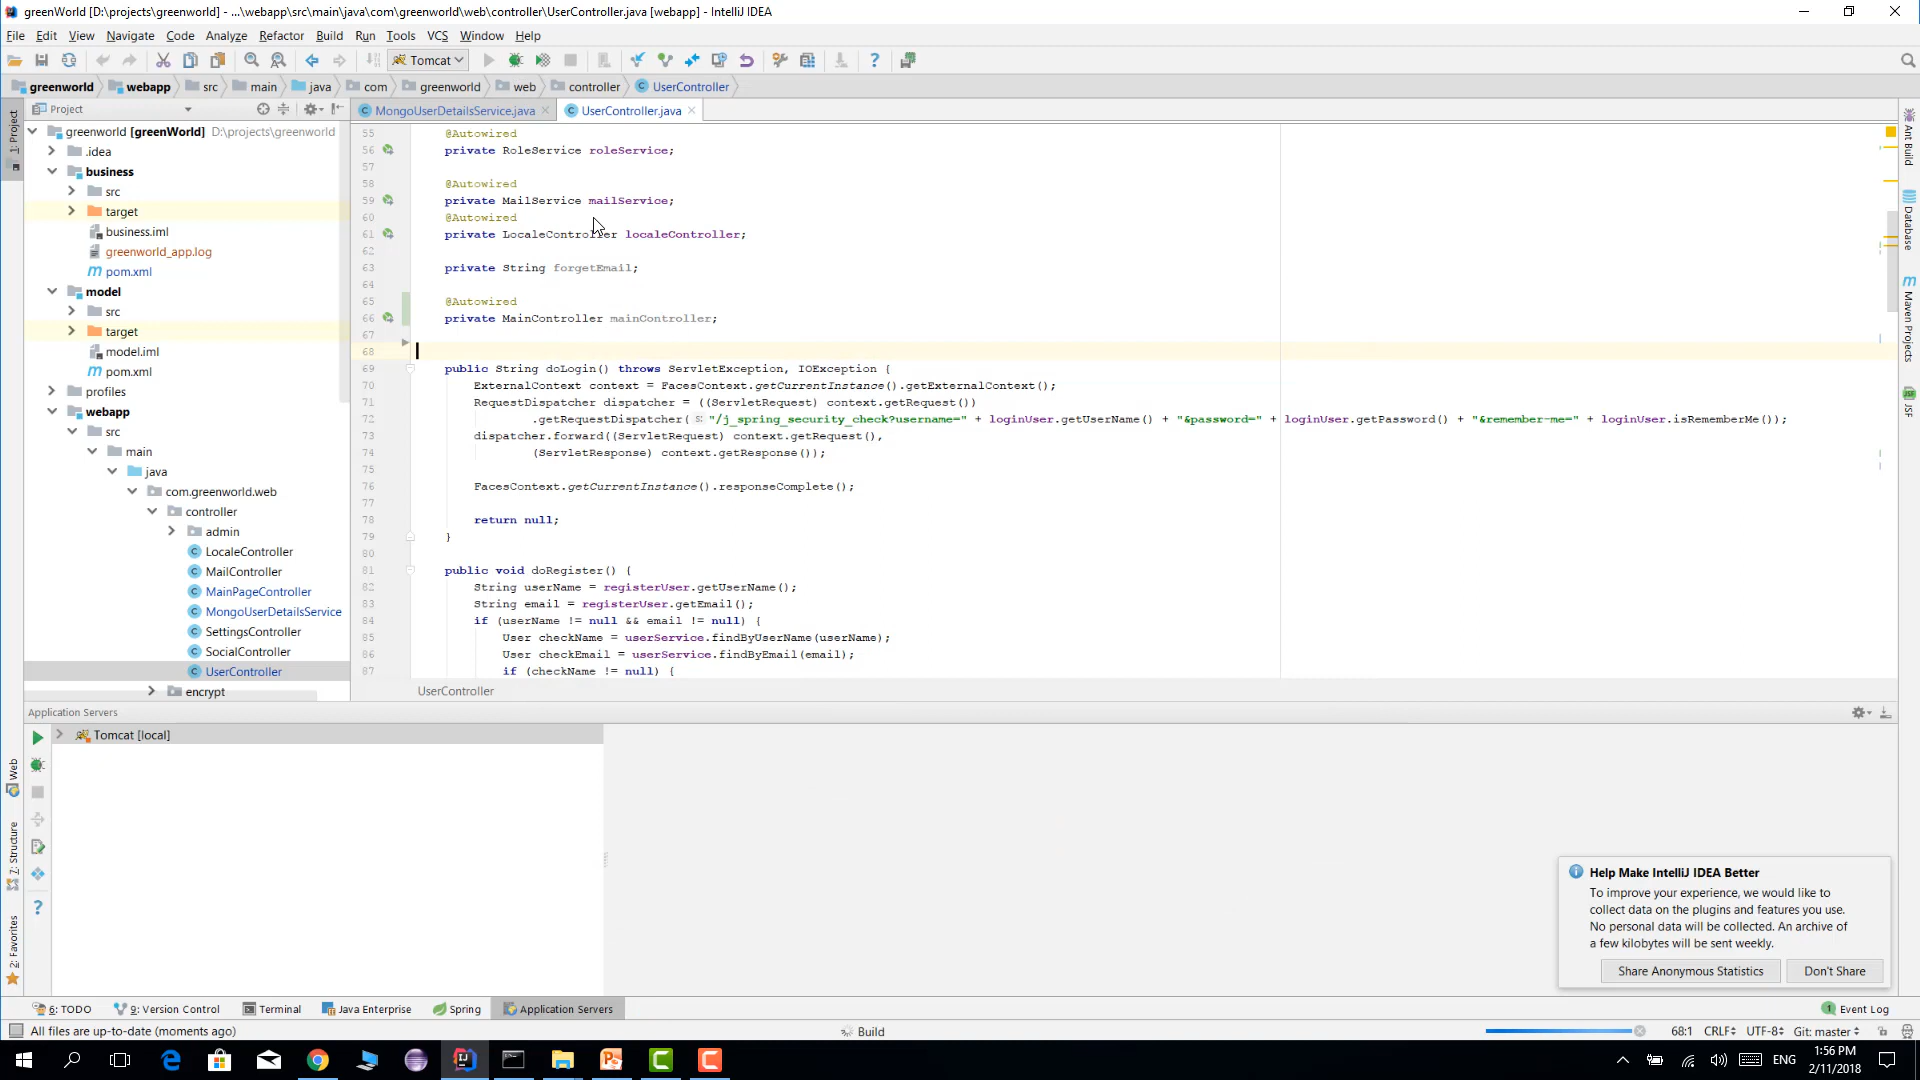 greenWorld [D:\projects\greenworld] - ...\webapp\src\main\java\com\greenworld\web\controller\UserController.java [webapp] - IntelliJ IDEA
File Edit View Navigate Code Analyze Refactor Build Run Tools VCS Window Help
Tomcat
greenworld webapp src main java com greenworld web controller UserController
Project
MongoUserDetailsService.java UserController.java
1: Project
greenworld [greenWorld] D:\projects\greenworld
.idea
business
src
target
business.iml
greenworld_app.log
pom.xml
model
src
target
model.iml
pom.xml
profiles
webapp
src
main
java
com.greenworld.web
controller
admin
LocaleController
MailController
MainPageController
MongoUserDetailsService
SettingsController
SocialController
UserController
encrypt
55 @Autowired
56 private RoleService roleService;
57
58 @Autowired
59 private MailService mailService;
60 @Autowired
61 private LocaleController localeController;
62
63 private String forgetEmail;
64
65 @Autowired
66 private MainController mainController;
67
68
69 public String doLogin() throws ServletException, IOException {
70 ExternalContext context = FacesContext.getCurrentInstance().getExternalContext();
71 RequestDispatcher dispatcher = ((ServletRequest) context.getRequest())
72 .getRequestDispatcher( s: "/j_spring_security_check?username=" + loginUser.getUserName() + "&password=" + loginUser.getPassword() + "&remember-me=" + loginUser.isRememberMe());
73 dispatcher.forward((ServletRequest) context.getRequest(),
74 (ServletResponse) context.getResponse());
75
76 FacesContext.getCurrentInstance().responseComplete();
77
78 return null;
79 }
80
81 public void doRegister() {
82 String userName = registerUser.getUserName();
83 String email = registerUser.getEmail();
84 if (userName != null && email != null) {
85 User checkName = userService.findByUserName(userName);
86 User checkEmail = userService.findByEmail(email);
87 if (checkName != null) {
UserController
Ant Build
Database
Maven Projects
JSF
Application Servers
Tomcat [local]
Web
7: Structure
2: Favorites
Help Make IntelliJ IDEA Better
To improve your experience, we would like to
collect data on the plugins and features you use.
No personal data will be collected. An archive of
a few kilobytes will be sent weekly.
Share Anonymous Statistics Don't Share
6: TODO 9: Version Control Terminal Java Enterprise Spring Application Servers 1 Event Log
All files are up-to-date (moments ago) Build 68:1 CRLF UTF-8 Git: master
ENG
1:56 PM
2/11/2018